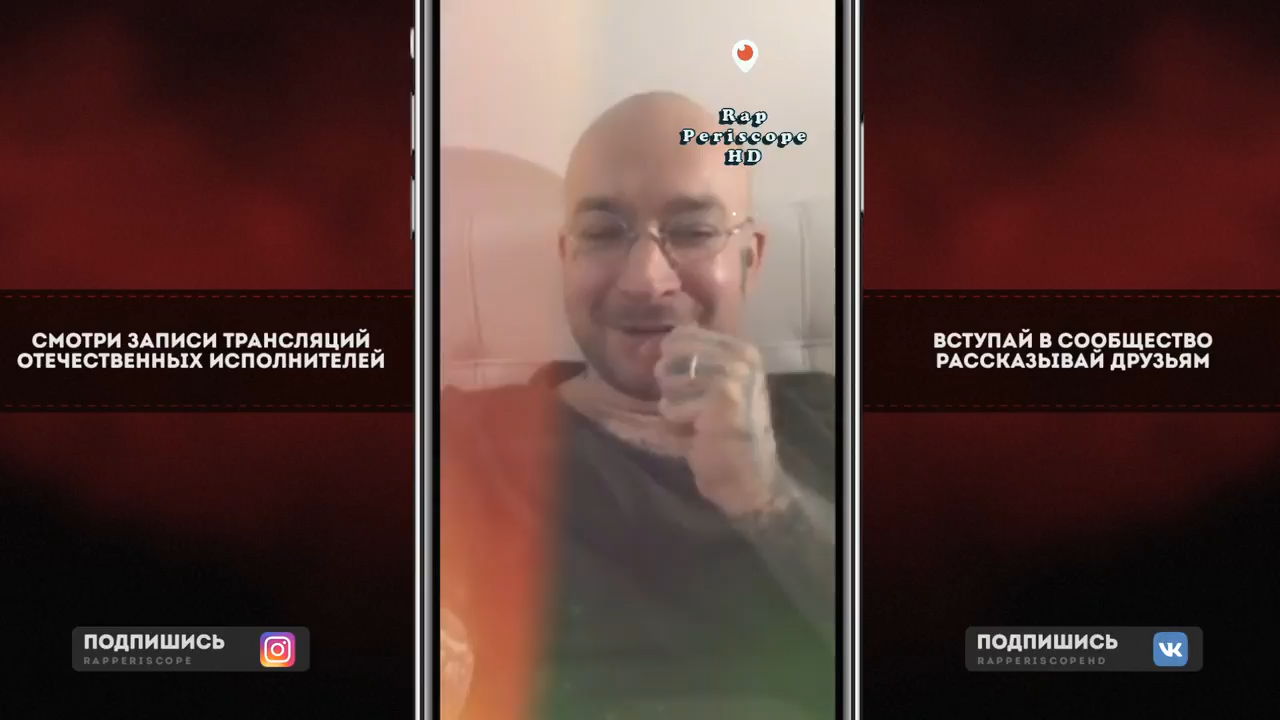 Rap
Periscope
HD
СМОТРИ ЗАПИСИ ТРАНСЛЯЦИЙ
ОТЕЧЕСТВЕННЫХ ИСПОЛНИТЕЛЕЙ
ВСТУПАЙ В СООБЩЕСТВО
РАССКАЗЫВАЙ ДРУЗЬЯМ
ПОДПИШИСЬ
RAPPERISCOPE
ПОДПИШИСЬ
RAPPERISCOPEHD